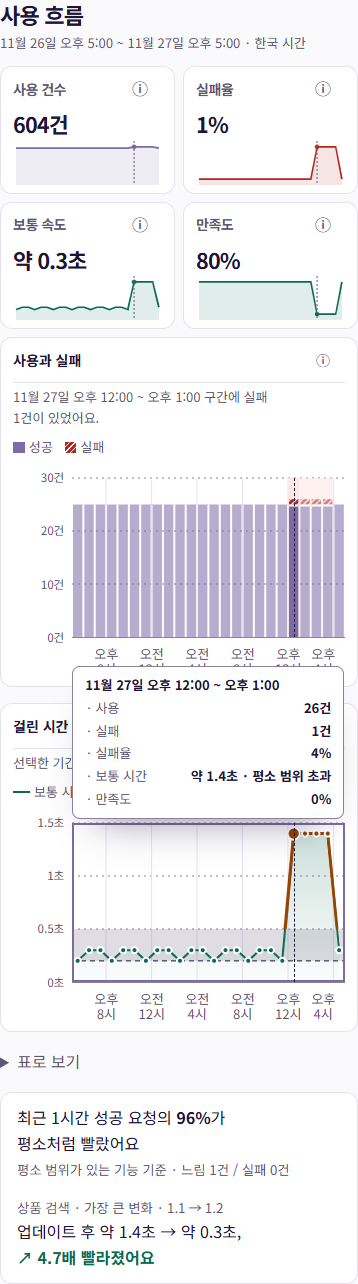 사용 흐름
11월 26일 오후 5:00 ~ 11월 27일 오후 5:00 · 한국 시간
사용 건수 ⓘ
604건
실패율 ⓘ
1%
보통 속도 ⓘ
약 0.3초
만족도 ⓘ
80%
사용과 실패 ⓘ
11월 27일 오후 12:00 ~ 오후 1:00 구간에 실패
1건이 있었어요.
성공 실패
30건
20건
10건
0건
오후 오전 오전 오전 오후 오후
11월 27일 오후 12:00 ~ 오후 1:00
· 사용 26건
· 실패 1건
· 실패율 4%
· 보통 시간 약 1.4초 · 평소 범위 초과
· 만족도 0%
걸린 시간
선택한 기간
보통 시
1.5초
1초
0.5초
0초
오후 오전 오전 오전 오후 오후
8시 12시 4시 8시 12시 4시
▶ 표로 보기
최근 1시간 성공 요청의 96%가
평소처럼 빨랐어요
평소 범위가 있는 기능 기준 · 느림 1건 / 실패 0건
상품 검색 · 가장 큰 변화 · 1.1 → 1.2
업데이트 후 약 1.4초 → 약 0.3초,
↗ 4.7배 빨라졌어요